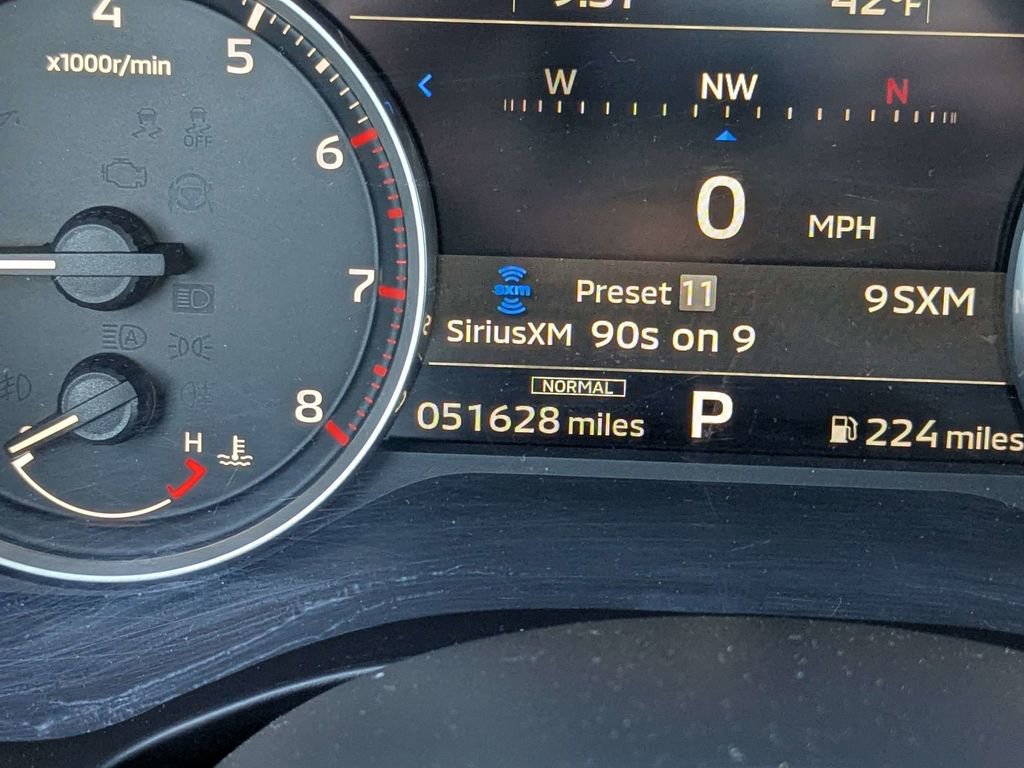 4
x1000r/min
5
OFF
6
7
8
H
42°F
W NW N
0 MPH
sxm Preset 11 9SXM
SiriusXM 90s on 9
NORMAL
051628 miles P 224 miles